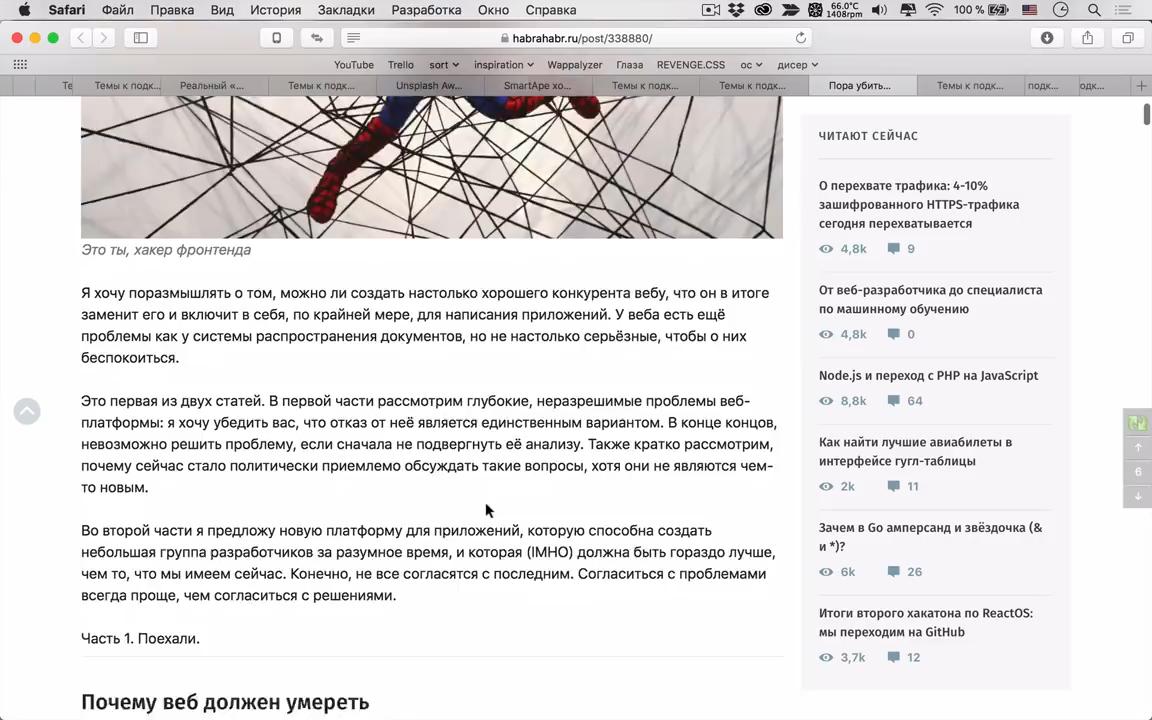 Safari Файл Правка Вид История Закладки Разработка Окно Справка
66.0°C
1408rpm
100 %
habrahabr.ru/post/338880/
YouTube Trello sort inspiration Wappalyzer Глаза REVENGE.CSS ос дисер
Те Темы к подк... Реальный «... Темы к подк... Unsplash Aw... SmartApe хо... Темы к подк... Темы к подк... Пора убить... Темы к подк... подк... одк...
Это ты, хакер фронтенда
Я хочу поразмышлять о том, можно ли создать настолько хорошего конкурента вебу, что он в итоге
заменит его и включит в себя, по крайней мере, для написания приложений. У веба есть ещё
проблемы как у системы распространения документов, но не настолько серьёзные, чтобы о них
беспокоиться.
Это первая из двух статей. В первой части рассмотрим глубокие, неразрешимые проблемы веб-
платформы: я хочу убедить вас, что отказ от неё является единственным вариантом. В конце концов,
невозможно решить проблему, если сначала не подвергнуть её анализу. Также кратко рассмотрим,
почему сейчас стало политически приемлемо обсуждать такие вопросы, хотя они не являются чем-
то новым.
Во второй части я предложу новую платформу для приложений, которую способна создать
небольшая группа разработчиков за разумное время, и которая (IMHO) должна быть гораздо лучше,
чем то, что мы имеем сейчас. Конечно, не все согласятся с последним. Согласиться с проблемами
всегда проще, чем согласиться с решениями.
Часть 1. Поехали.
Почему веб должен умереть
ЧИТАЮТ СЕЙЧАС
О перехвате трафика: 4-10%
зашифрованного HTTPS-трафика
сегодня перехватывается
4,8k 9
От веб-разработчика до специалиста
по машинному обучению
4,8k 0
Node.js и переход с PHP на JavaScript
8,8k 64
Как найти лучшие авиабилеты в
интерфейсе гугл-таблицы
2k 11
Зачем в Go амперсанд и звёздочка (&
и *)?
6k 26
Итоги второго хакатона по ReactOS:
мы переходим на GitHub
3,7k 12
6